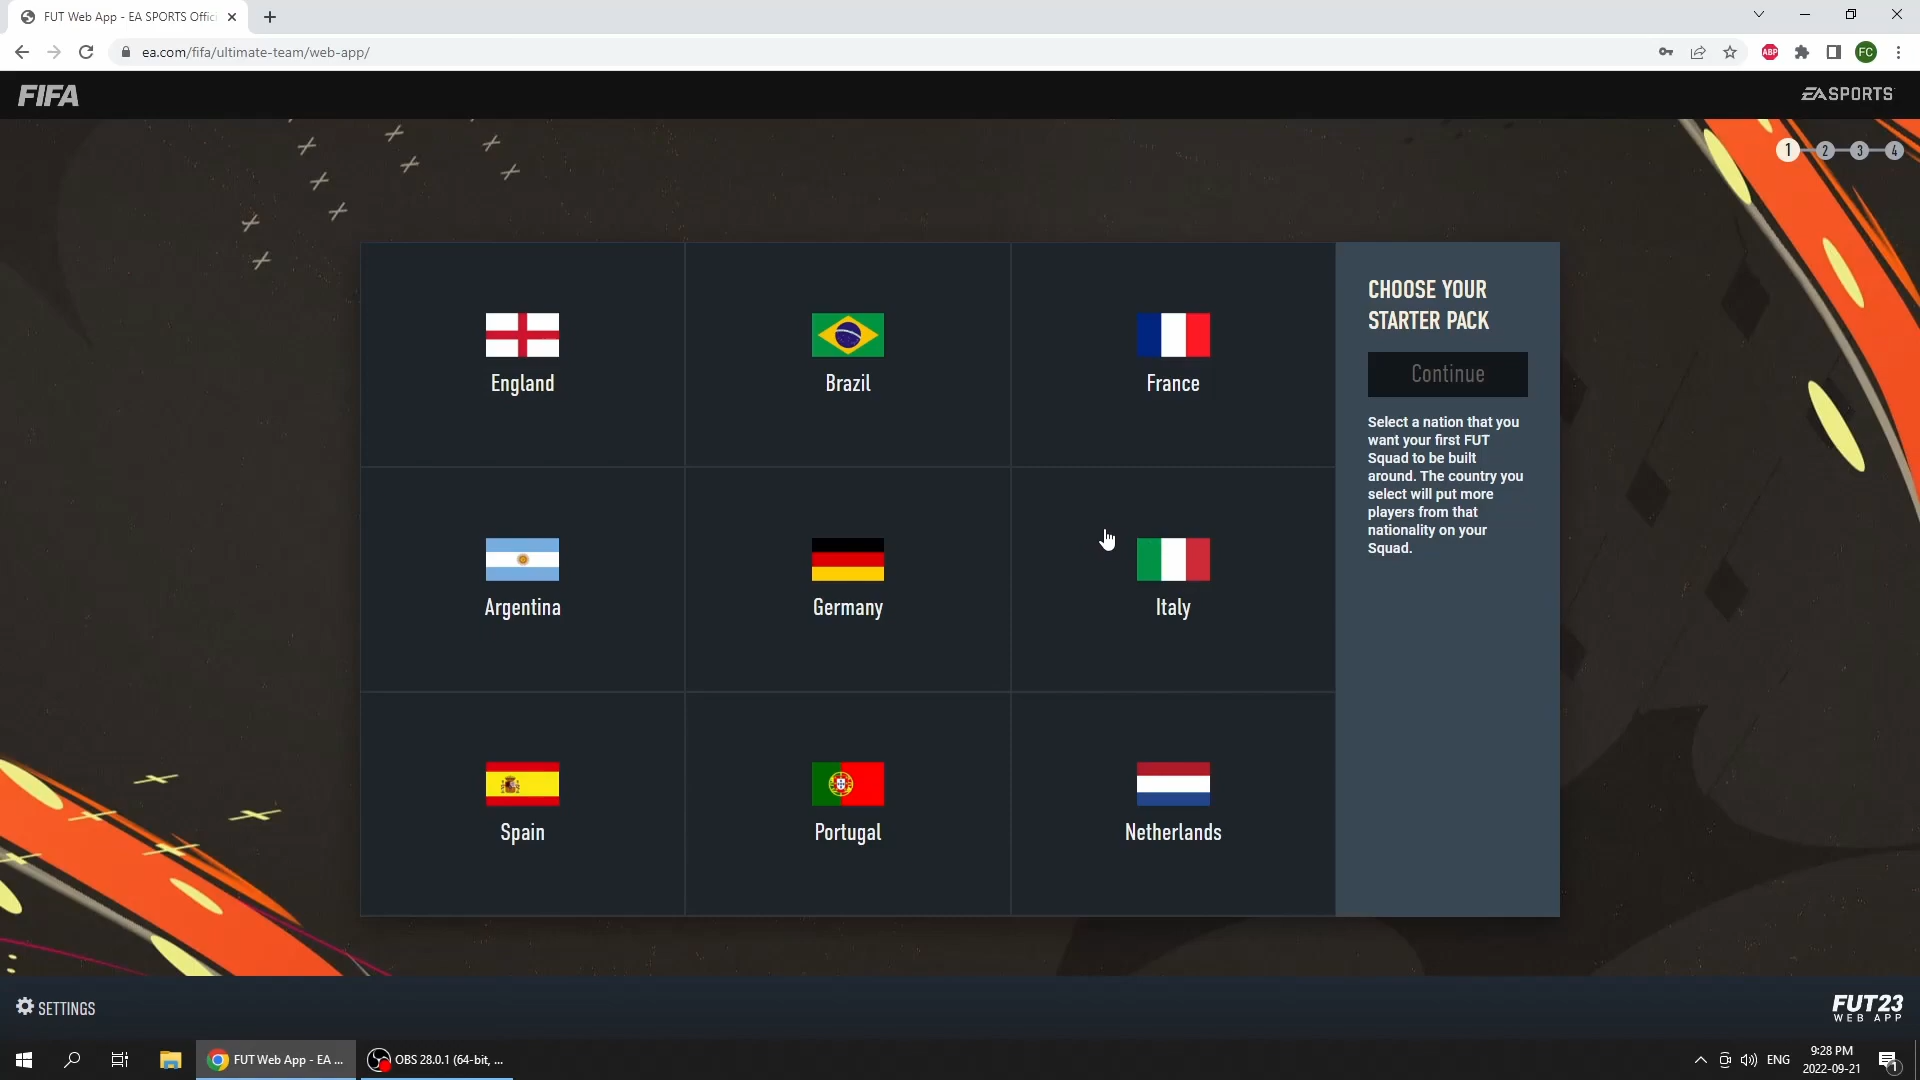 FUT Web App - EA SPORTS Offici
ea.com/fifa/ultimate-team/web-app/
ABP
FC
FIFA
EA SPORTS
1 2 3 4
England
Brazil
France
Argentina
Germany
Italy
Spain
Portugal
Netherlands
CHOOSE YOUR
STARTER PACK
Continue
Select a nation that you
want your first FUT
Squad to be built
around. The country you
select will put more
players from that
nationality on your
Squad.
SETTINGS
FUT23
WEB APP
FUT Web App - EA ...
OBS 28.0.1 (64-bit, ...
ENG
9:28 PM
2022-09-21
1